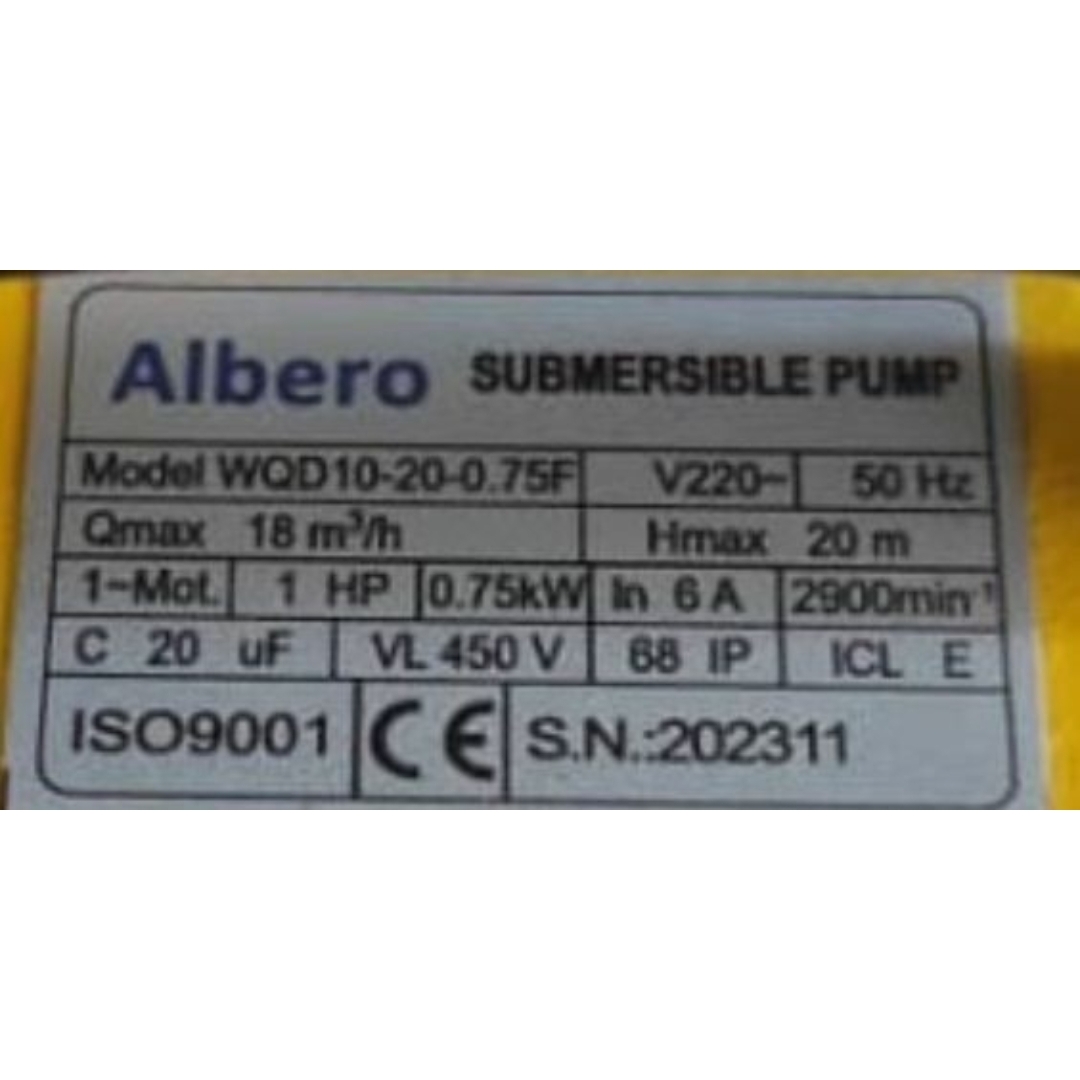 Albero SUBMERSIBLE PUMP
Model WQD10-20-0.75F V220~ 50 Hz
Qmax 18 m³/h Hmax 20 m
1~Mot. 1 HP 0.75kW In 6 A 2900min⁻¹
C 20 uF VL 450 V 68 IP ICL E
ISO9001 CE S.N.:202311